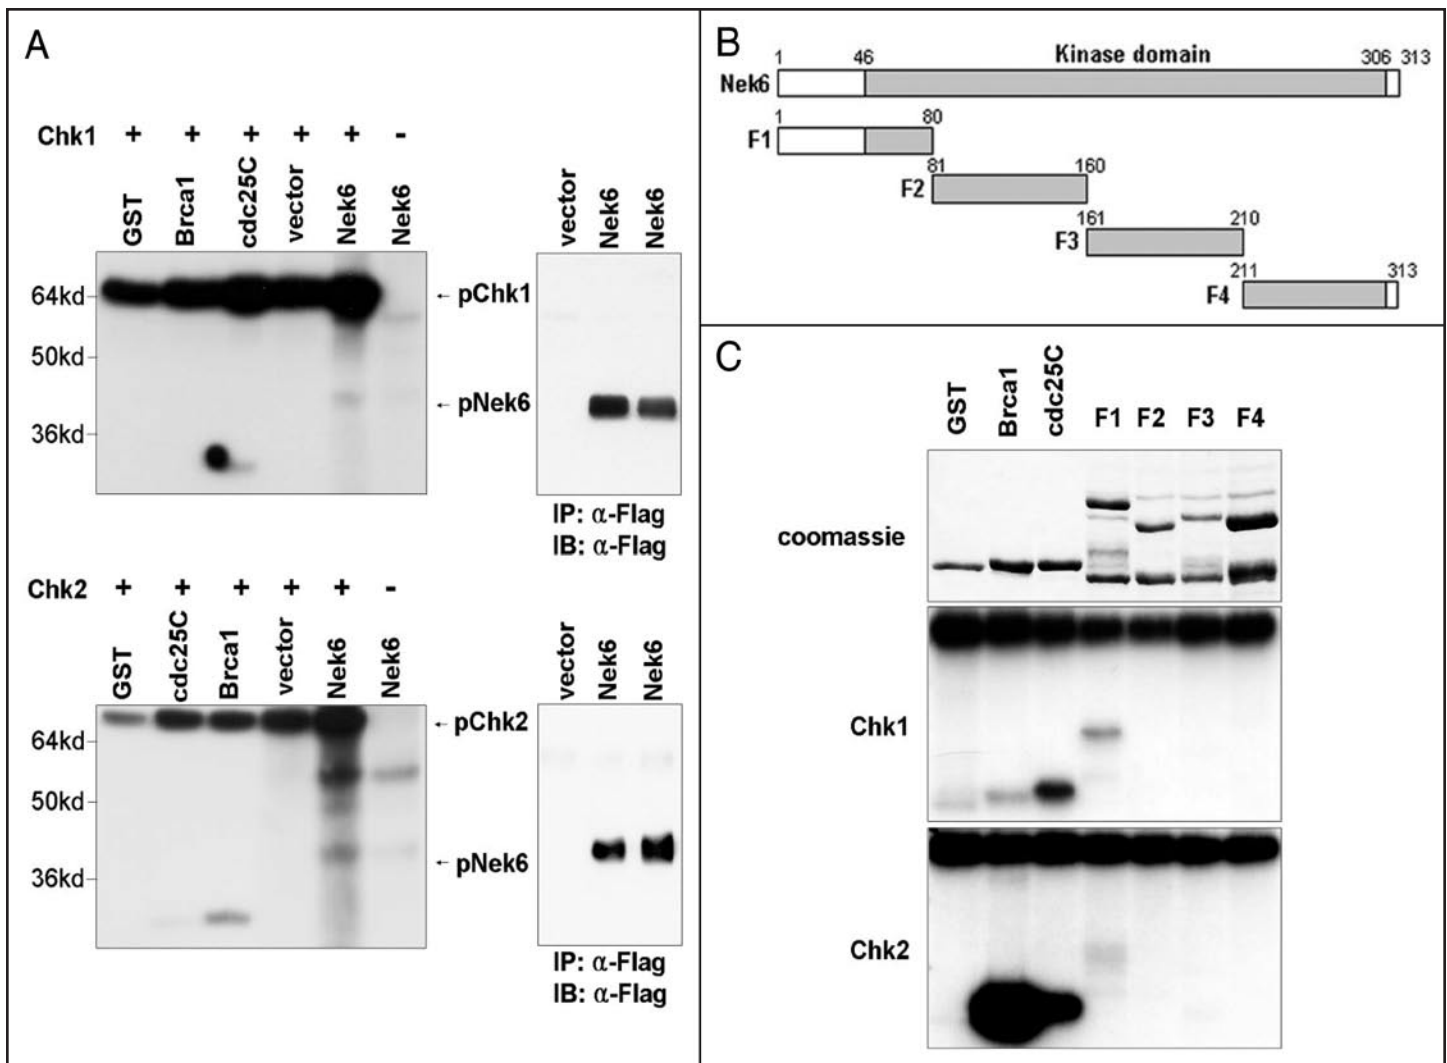 A
Chk1 + + + + + -
GST Brca1 cdc25C vector Nek6 Nek6
vector Nek6 Nek6
64kd
50kd
36kd
← pChk1
← pNek6
IP: α-Flag
IB: α-Flag
Chk2 + + + + + -
GST cdc25C Brca1 vector Nek6 Nek6
vector Nek6 Nek6
64kd
50kd
36kd
← pChk2
← pNek6
IP: α-Flag
IB: α-Flag
B
1 46 Kinase domain 306 313
Nek6
1 80
F1
81 160
F2
161 210
F3
211 313
F4
C
GST Brca1 cdc25C F1 F2 F3 F4
coomassie
Chk1
Chk2